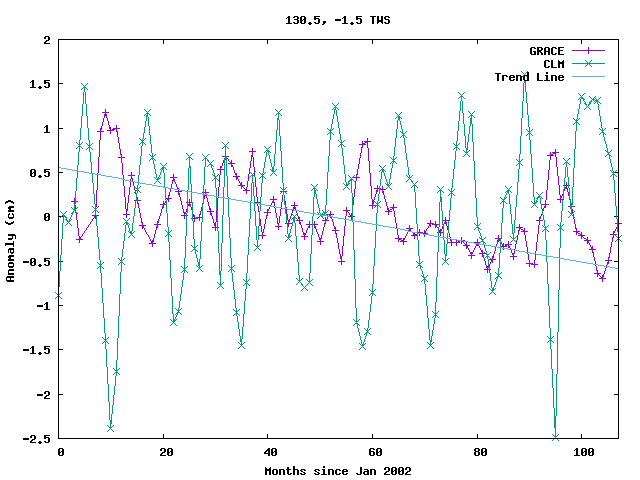 130.5, -1.5 TWS
GRACE
CLM
Trend Line
2
1.5
1
0.5
0
-0.5
-1
-1.5
-2
-2.5
Anomaly (cm)
0 20 40 60 80 100
Months since Jan 2002